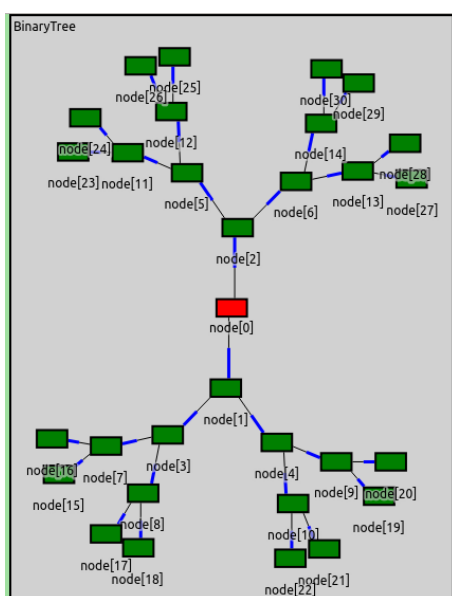 BinaryTree
node[25]
node[26]
node[30]
node[29]
node[12]
node[24]
node[14]
node[28]
node[23]
node[11]
node[5]
node[6]
node[13]
node[27]
node[2]
node[0]
node[1]
node[3]
node[4]
node[16]
node[7]
node[9]
node[20]
node[15]
node[8]
node[10]
node[19]
node[17]
node[18]
node[21]
node[22]